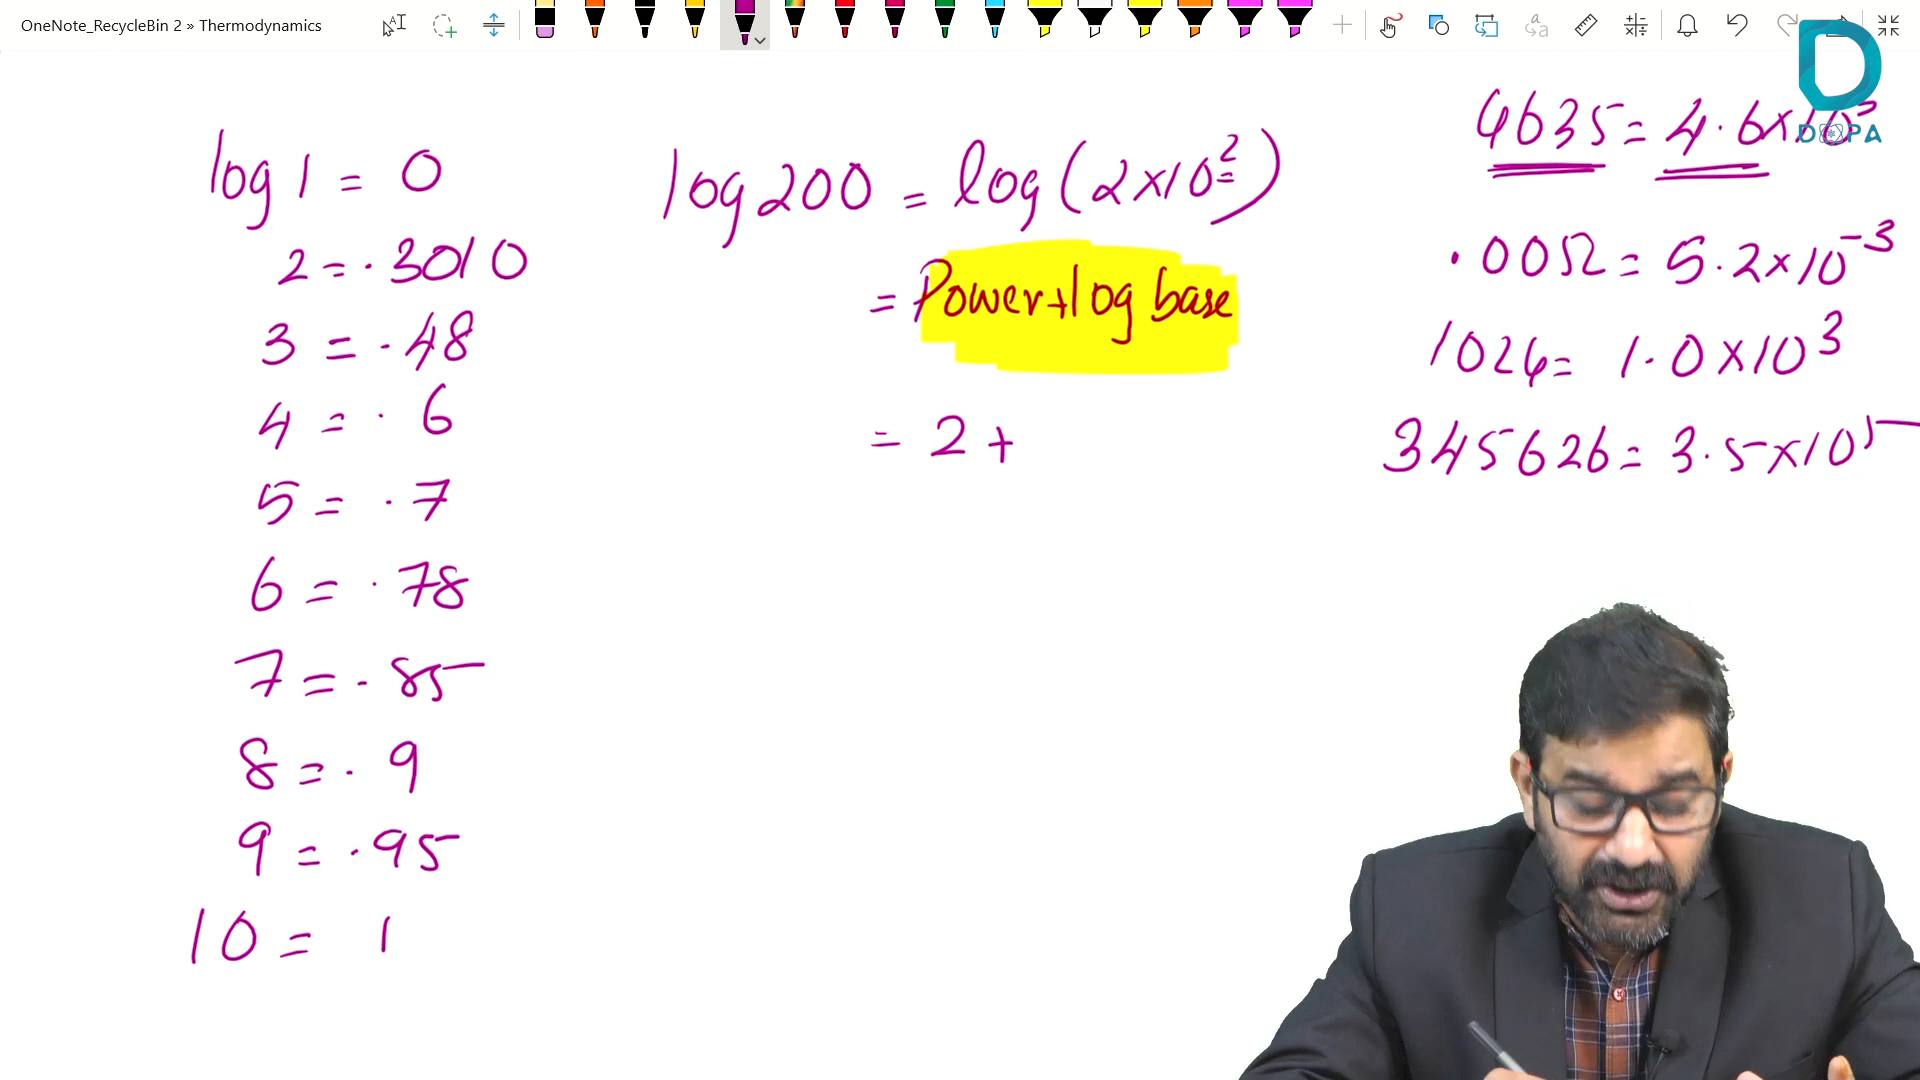 OneNote_RecycleBin 2 » Thermodynamics
DOPA
log 1 = 0
2 = .3010
3 = .48
4 = .6
5 = .7
6 = .78
7 = .85
8 = .9
9 = .95
10 = 1
log 200 = log (2×10²)
= Power + log base
= 2 +
4635 = 4.6×10³
.0052 = 5.2×10⁻³
1026 = 1.0×10³
345626 = 3.5×10⁵